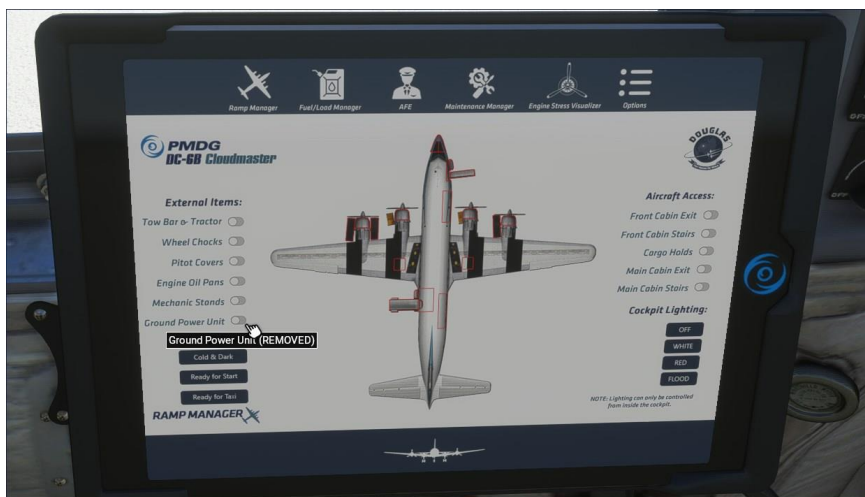 Ramp Manager
Fuel/Load Manager
AFE
Maintenance Manager
Engine Stress Visualizer
Options
PMDG
DC-6B Cloudmaster
DOUGLAS
External Items:
Tow Bar & Tractor
Wheel Chocks
Pitot Covers
Engine Oil Pans
Mechanic Stands
Ground Power Unit
Ground Power Unit (REMOVED)
Cold & Dark
Ready for Start
Ready for Taxi
RAMP MANAGER
Aircraft Access:
Front Cabin Exit
Front Cabin Stairs
Cargo Holds
Main Cabin Exit
Main Cabin Stairs
Cockpit Lighting:
OFF
WHITE
RED
FLOOD
NOTE: Lighting can only be controlled
from inside the cockpit.